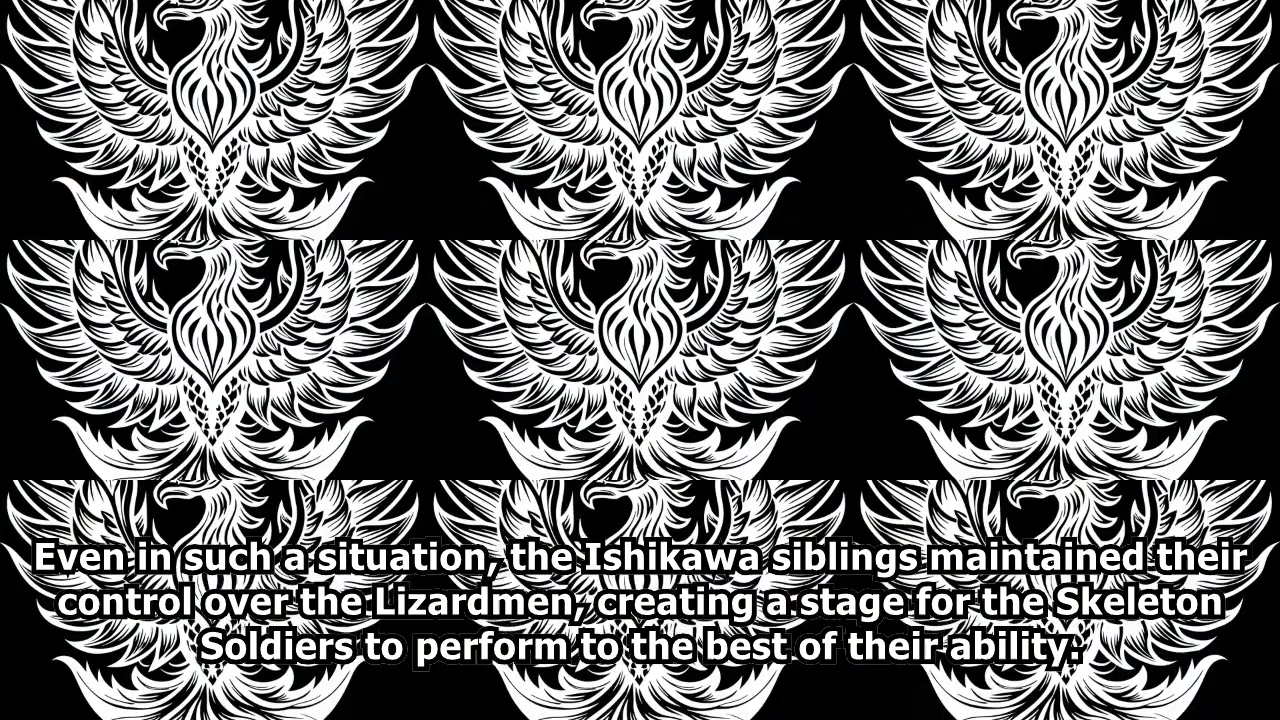 Even in such a situation, the Ishikawa siblings maintained their
control over the Lizardmen, creating a stage for the Skeleton
Soldiers to perform to the best of their ability.